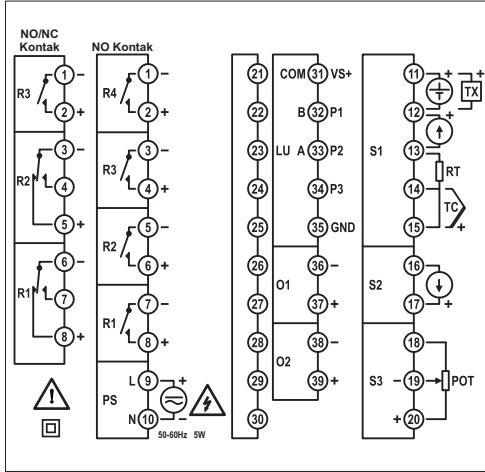 NO/NC
Kontak
NO Kontak
R3
1 −
2 +
R2
3 −
4
5 +
R1
6 −
7
8 +
R4
1 −
2 +
R3
3 −
4 +
R2
5 −
6 +
R1
7 −
8 +
PS
L 9 +
N 10 −
50-60Hz 5W
21
22
23
24
25
26
27
28
29
30
COM 31 VS+
B 32 P1
LU A 33 P2
34 P3
35 GND
O1
36 −
37 +
O2
38 −
39 +
S1
11 + +
TX
12 +
13
RT
14
TC
15 +
S2
16
17 +
S3
18
− 19 POT
+ 20